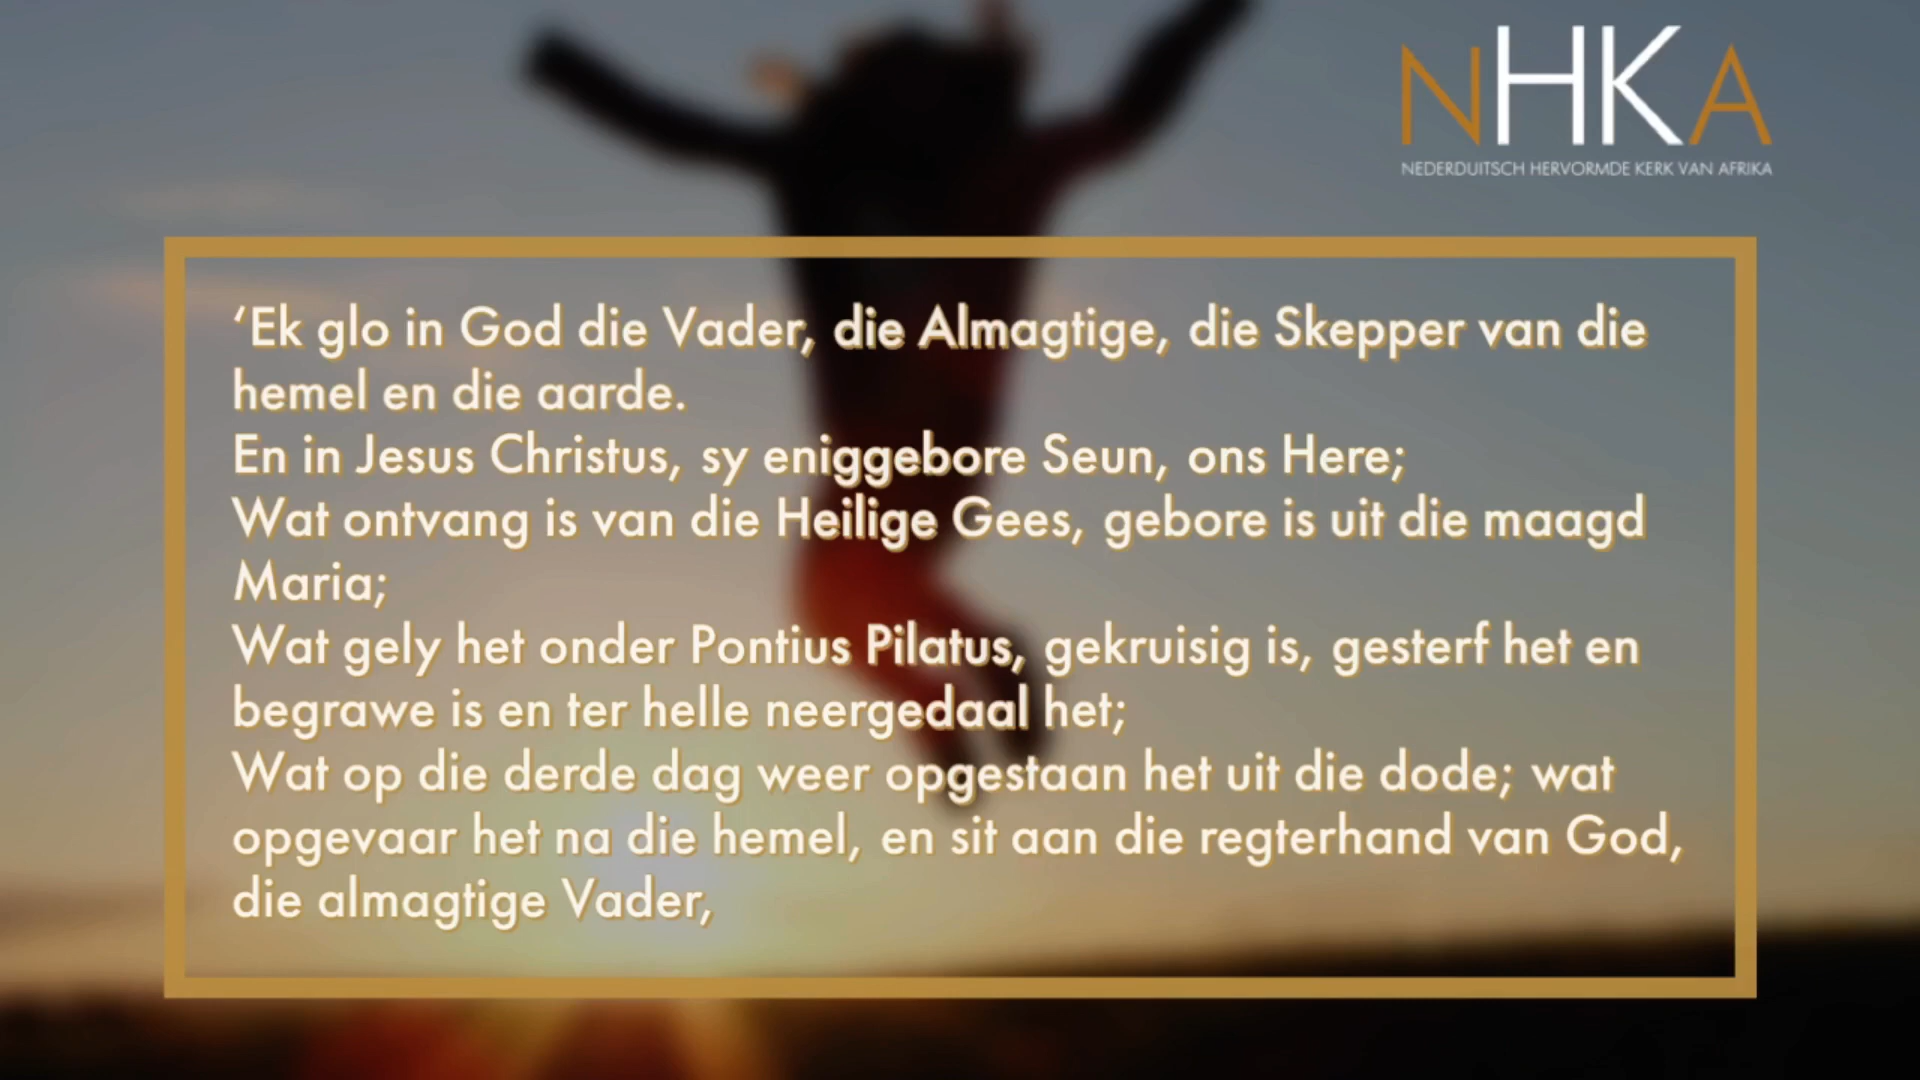 NHKA
NEDERDUITSCH HERVORMDE KERK VAN AFRIKA
‘Ek glo in God die Vader, die Almagtige, die Skepper van die
hemel en die aarde.
En in Jesus Christus, sy eniggebore Seun, ons Here;
Wat ontvang is van die Heilige Gees, gebore is uit die maagd
Maria;
Wat gely het onder Pontius Pilatus, gekruisig is, gesterf het en
begrawe is en ter helle neergedaal het;
Wat op die derde dag weer opgestaan het uit die dode; wat
opgevaar het na die hemel, en sit aan die regterhand van God,
die almagtige Vader,